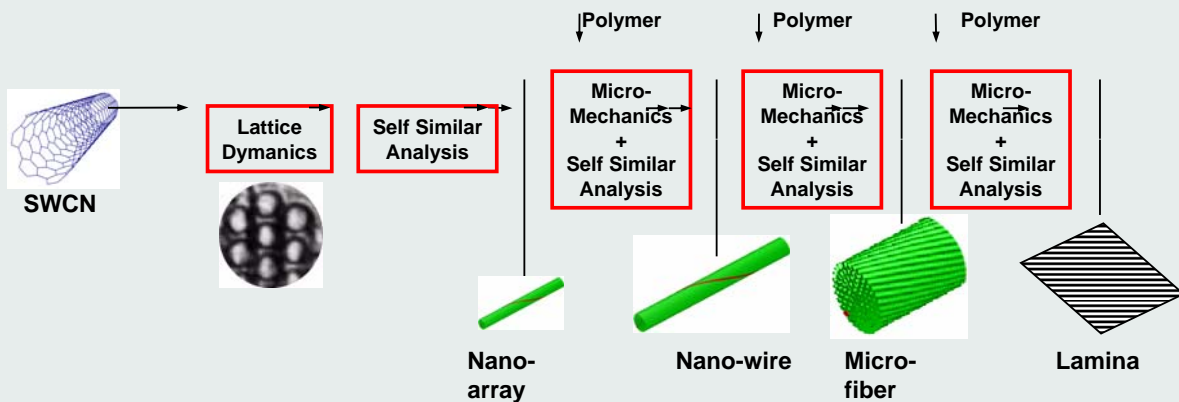 Polymer
Polymer
Polymer
SWCN
Lattice
Dymanics
Self Similar
Analysis
Micro-
Mechanics
+
Self Similar
Analysis
Micro-
Mechanics
+
Self Similar
Analysis
Micro-
Mechanics
+
Self Similar
Analysis
Nano-
array
Nano-wire
Micro-
fiber
Lamina